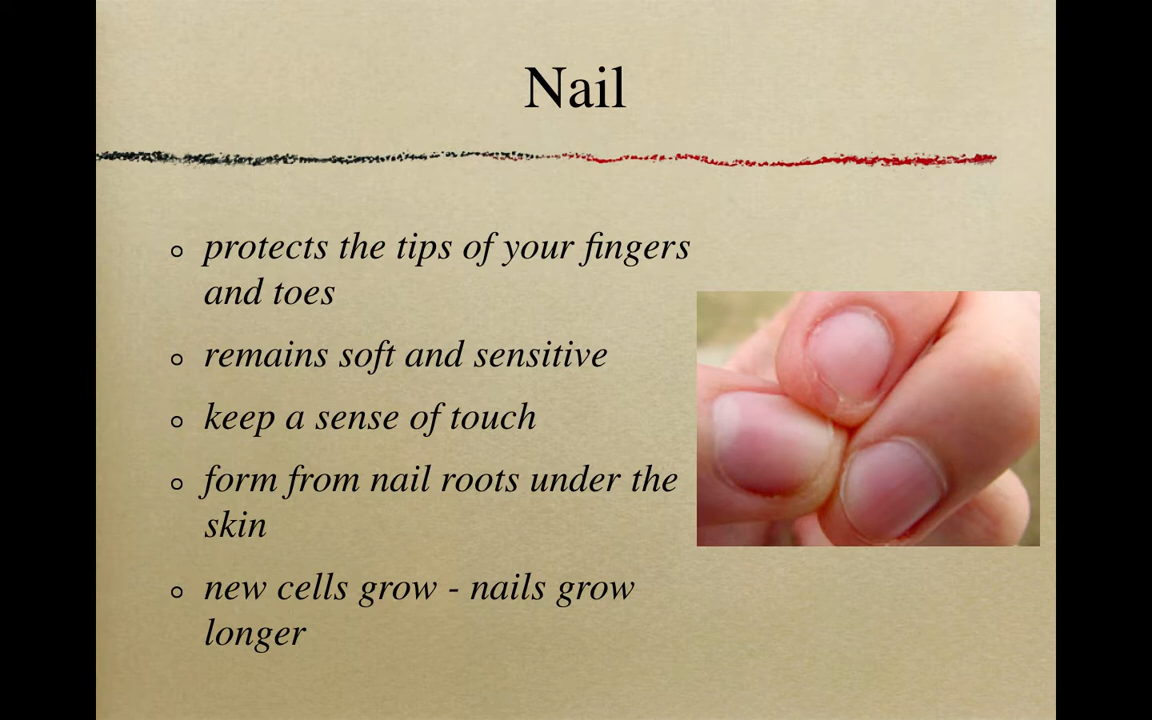 Nail
protects the tips of your fingers
and toes
remains soft and sensitive
keep a sense of touch
form from nail roots under the
skin
new cells grow - nails grow
longer